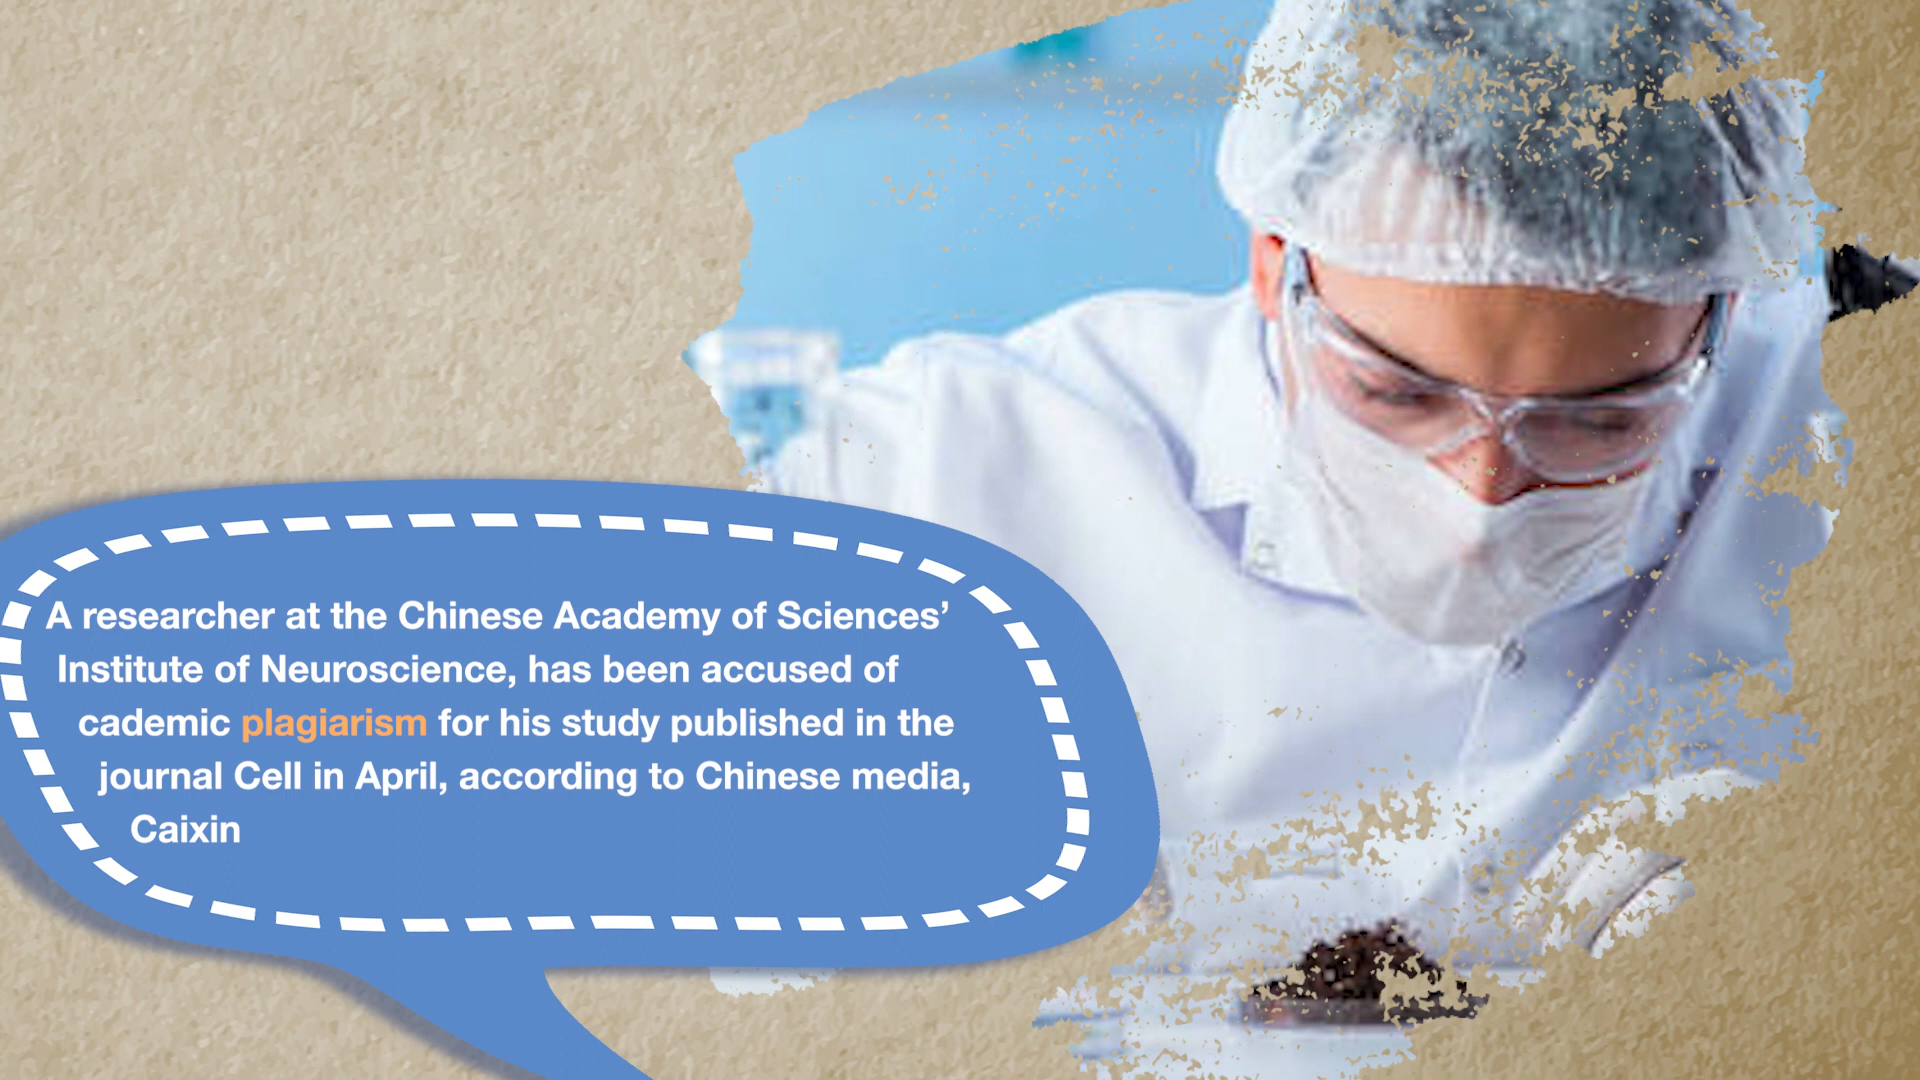 A researcher at the Chinese Academy of Sciences’
Institute of Neuroscience, has been accused of
cademic plagiarism for his study published in the
journal Cell in April, according to Chinese media,
Caixin